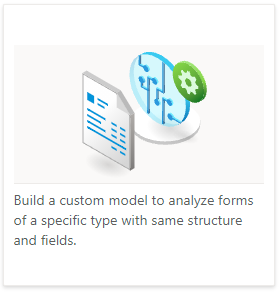 Build a custom model to analyze forms
of a specific type with same structure
and fields.